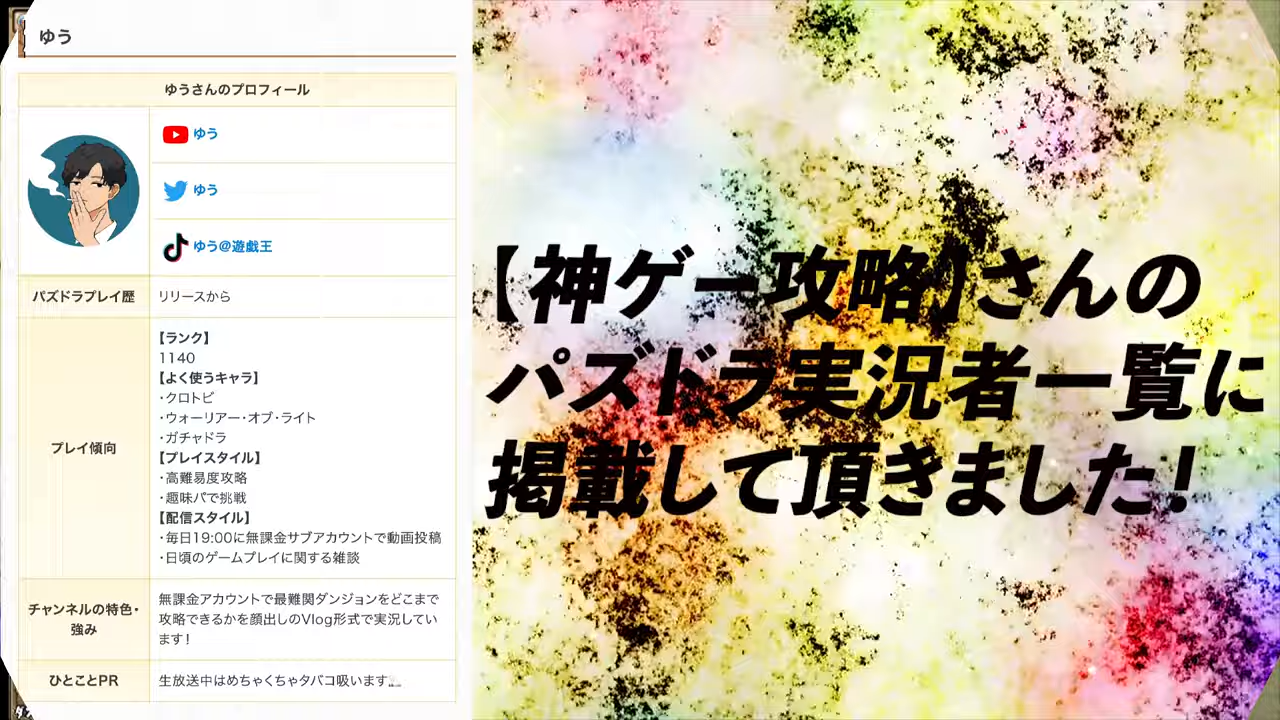 ゆう
ゆうさんのプロフィール
ゆう
ゆう
ゆう@遊戯王
パズドラプレイ歴
リリースから
プレイ傾向
【ランク】
1140
【よく使うキャラ】
・クロトビ
・ウォーリアー・オブ・ライト
・ガチャドラ
【プレイスタイル】
・高難易度攻略
・趣味パで挑戦
【配信スタイル】
・毎日19:00に無課金サブアカウントで動画投稿
・日頃のゲームプレイに関する雑談
チャンネルの特色・
強み
無課金アカウントで最難関ダンジョンをどこまで
攻略できるかを顔出しのVlog形式で実況してい
ます！
ひとことPR
生放送中はめちゃくちゃタバコ吸います
【神ゲー攻略】さんの
パズドラ実況者一覧に
掲載して頂きました！